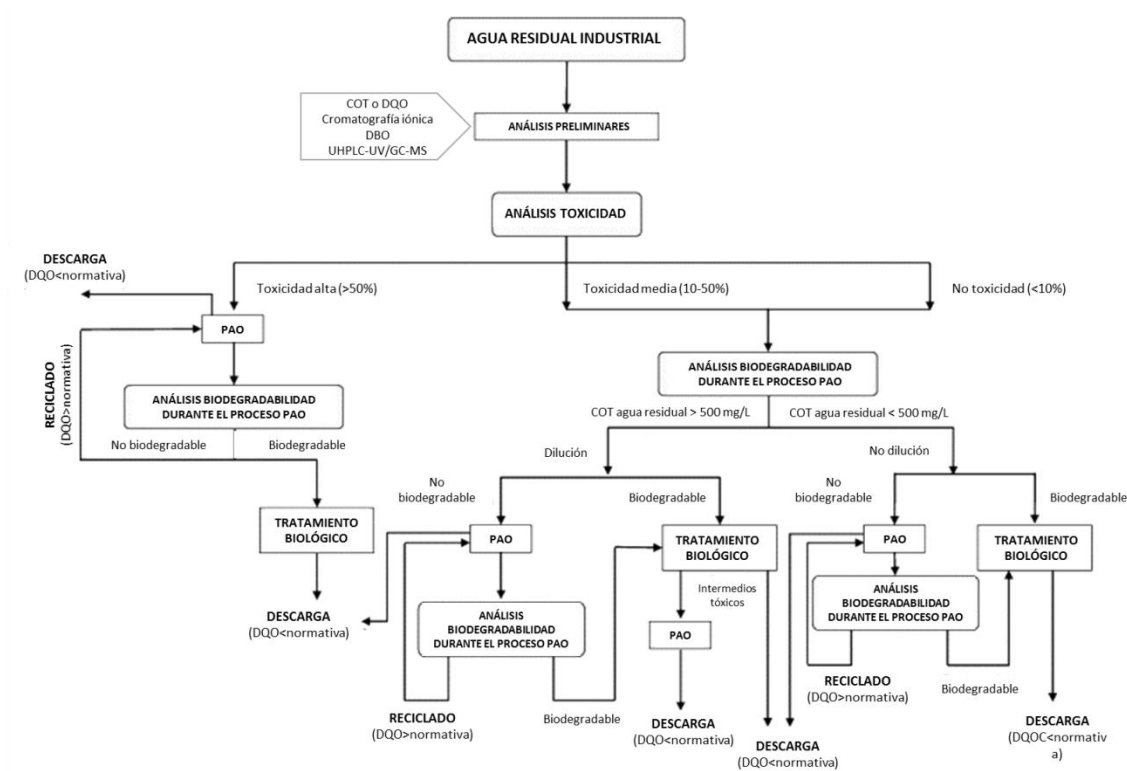 AGUA RESIDUAL INDUSTRIAL
COT o DQO
Cromatografía iónica
DBO
UHPLC-UV/GC-MS
ANÁLISIS PRELIMINARES
ANÁLISIS TOXICIDAD
DESCARGA
(DQO<normativa)
Toxicidad alta (>50%)
Toxicidad media (10-50%)
No toxicidad (<10%)
PAO
RECICLADO
(DQO>normativa)
ANÁLISIS BIODEGRADABILIDAD
DURANTE EL PROCESO PAO
No biodegradable
Biodegradable
TRATAMIENTO
BIOLÓGICO
DESCARGA
(DQO<normativa)
ANÁLISIS BIODEGRADABILIDAD
DURANTE EL PROCESO PAO
COT agua residual > 500 mg/L
COT agua residual < 500 mg/L
Dilución
No dilución
No
biodegradable
Biodegradable
PAO
TRATAMIENTO
BIOLÓGICO
ANÁLISIS
BIODEGRADABILIDAD
DURANTE EL PROCESO PAO
Intermedios
tóxicos
PAO
RECICLADO
(DQO>normativa)
Biodegradable
DESCARGA
(DQO<normativa)
DESCARGA
(DQO<normativa)
No
biodegradable
Biodegradable
PAO
TRATAMIENTO
BIOLÓGICO
ANÁLISIS
BIODEGRADABILIDAD
DURANTE EL PROCESO PAO
RECICLADO
(DQO>normativa)
Biodegradable
DESCARGA
(DQOC<normativ
a)